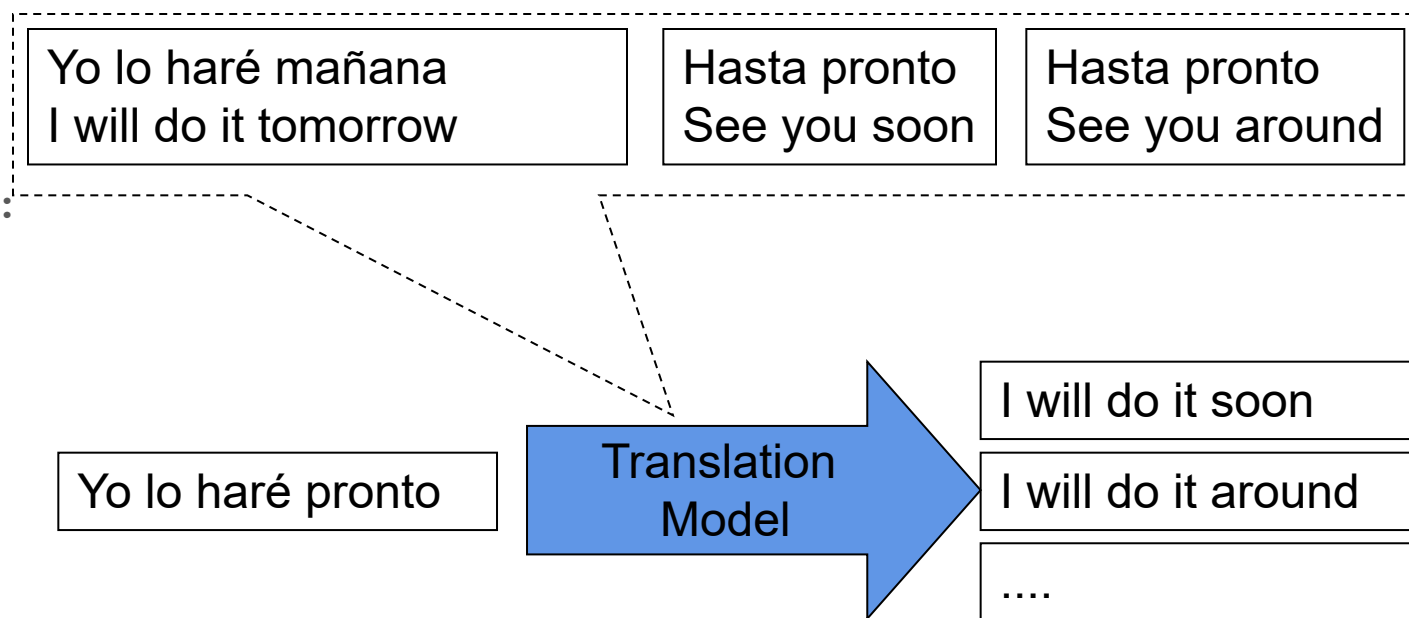 Yo lo haré mañana
I will do it tomorrow
Hasta pronto
See you soon
Hasta pronto
See you around
Yo lo haré pronto
Translation
Model
I will do it soon
I will do it around
....